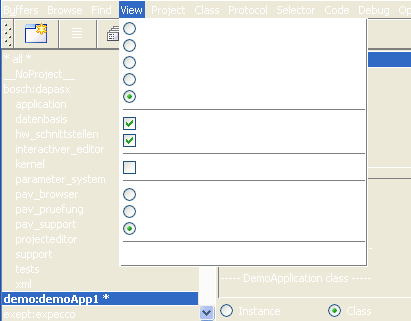 Buffers Browse Find View Project Class Protocol Selector Code Debug
* all *
__NoProject__
bosch:dapasx
application
datenbasis
hw_schnittstellen
interactiver_editor
kernel
parameter_system
pav_browser
pav_pruefung
pav_support
projecteditor
support
tests
xml
demo:demoApp1 *
exept:expecco
----- DemoApplication class -----
Instance Class